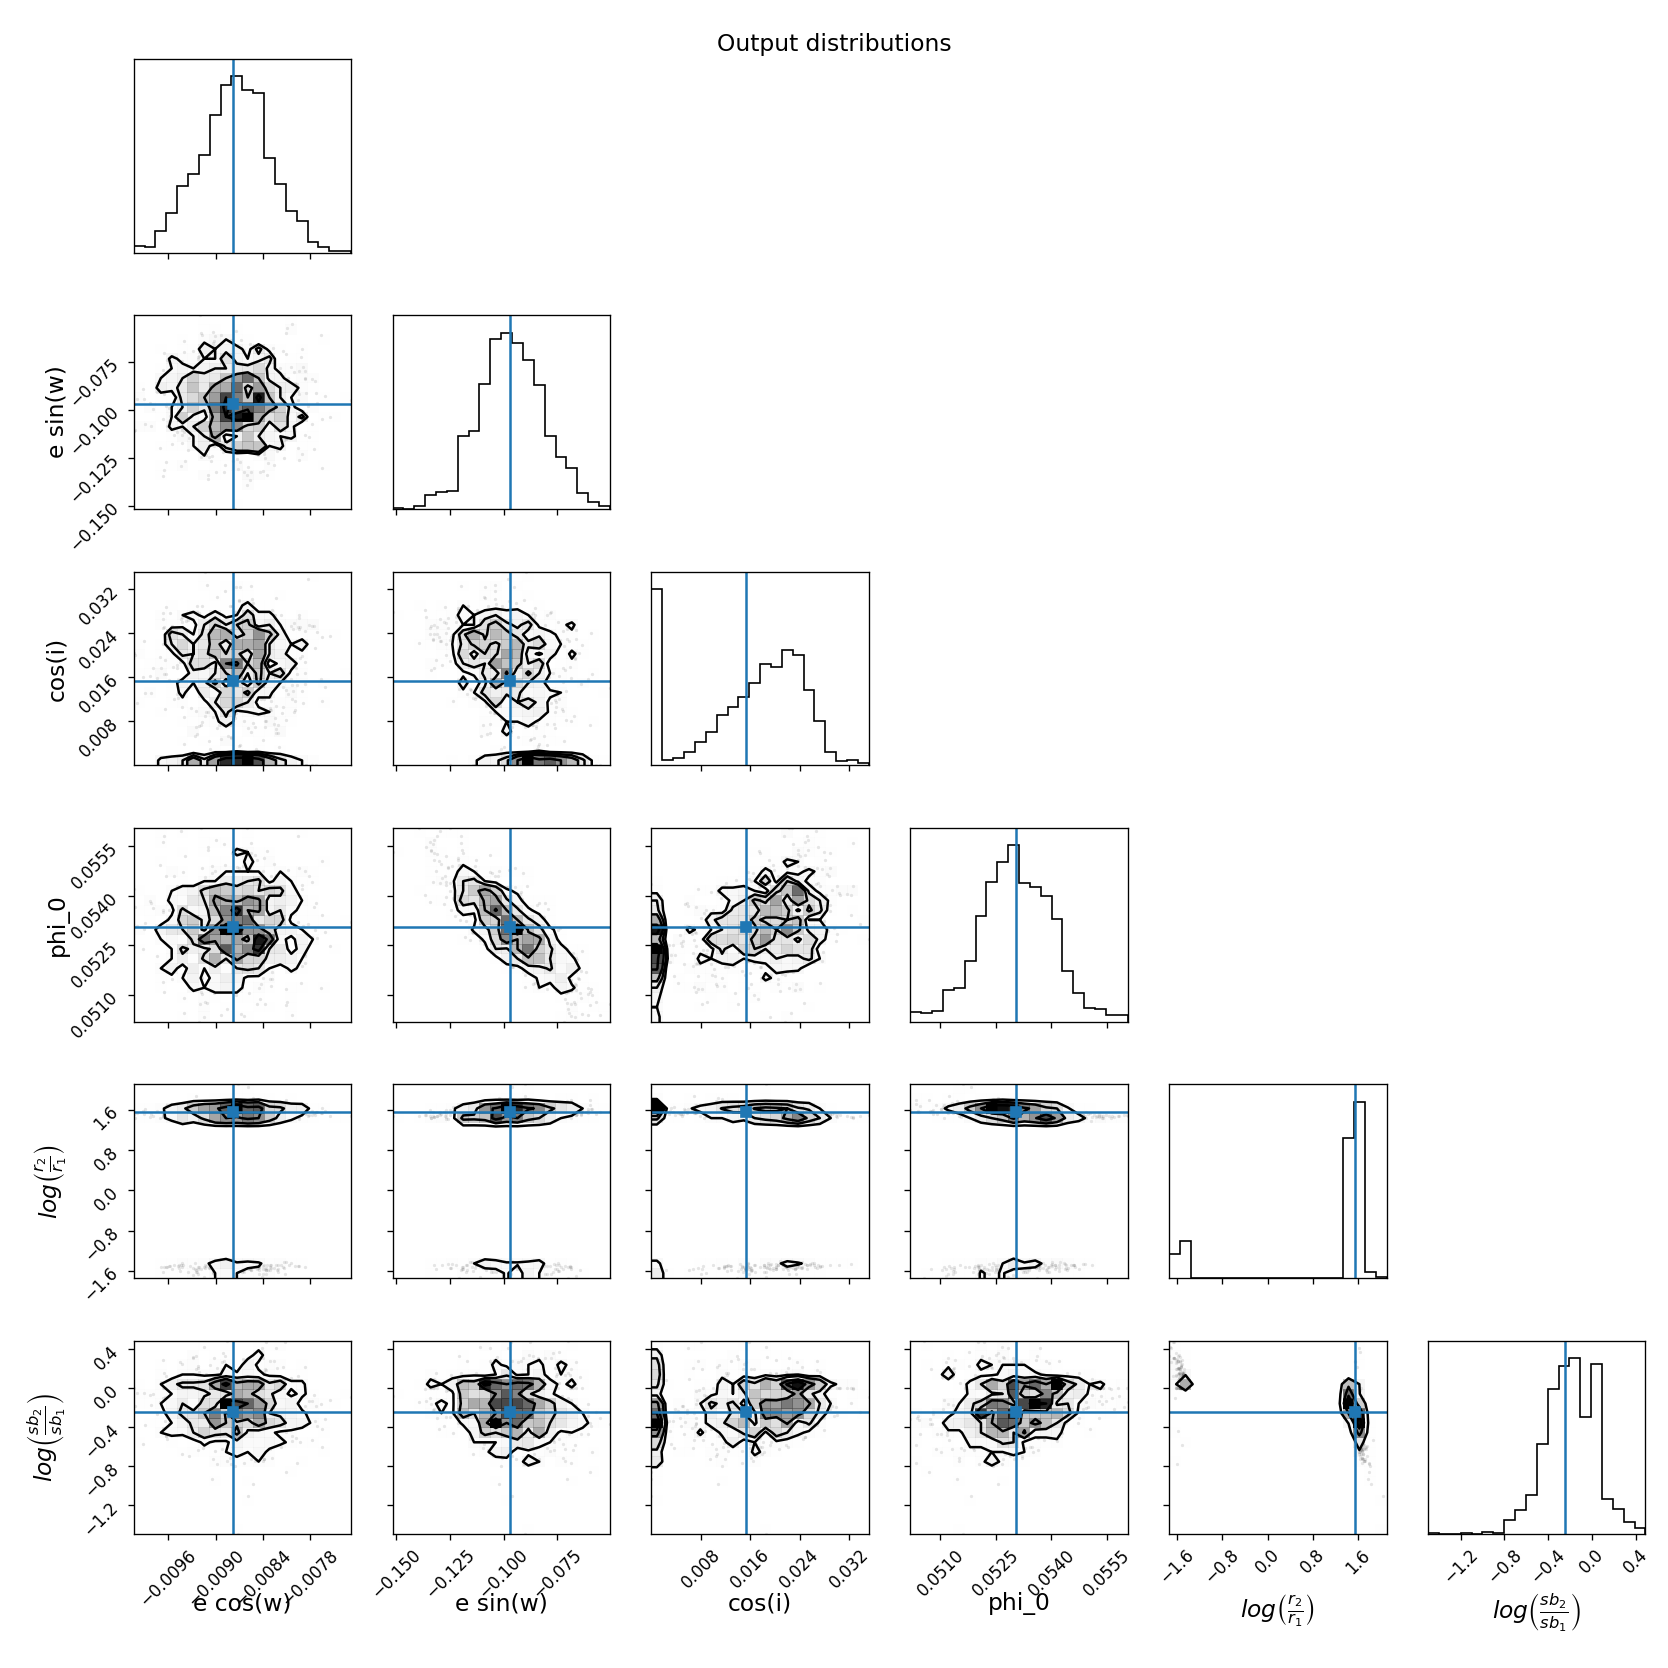 Output distributions
e sin(w)
−0.075
−0.100
−0.125
−0.150
cos(i)
0.032
0.024
0.016
0.008
phi_0
0.0555
0.0540
0.0525
0.0510
log(r₂/r₁)
1.6
0.8
0.0
−0.8
−1.6
log(sb₂/sb₁)
0.4
0.0
−0.4
−0.8
−1.2
−0.0096 −0.0090 −0.0084 −0.0078
−0.150 −0.125 −0.100 −0.075
0.008 0.016 0.024 0.032
0.0510 0.0525 0.0540 0.0555
−1.6 −0.8 0.0 0.8 1.6
−1.2 −0.8 −0.4 0.0 0.4
e cos(w)
e sin(w)
cos(i)
phi_0
log(r₂/r₁)
log(sb₂/sb₁)